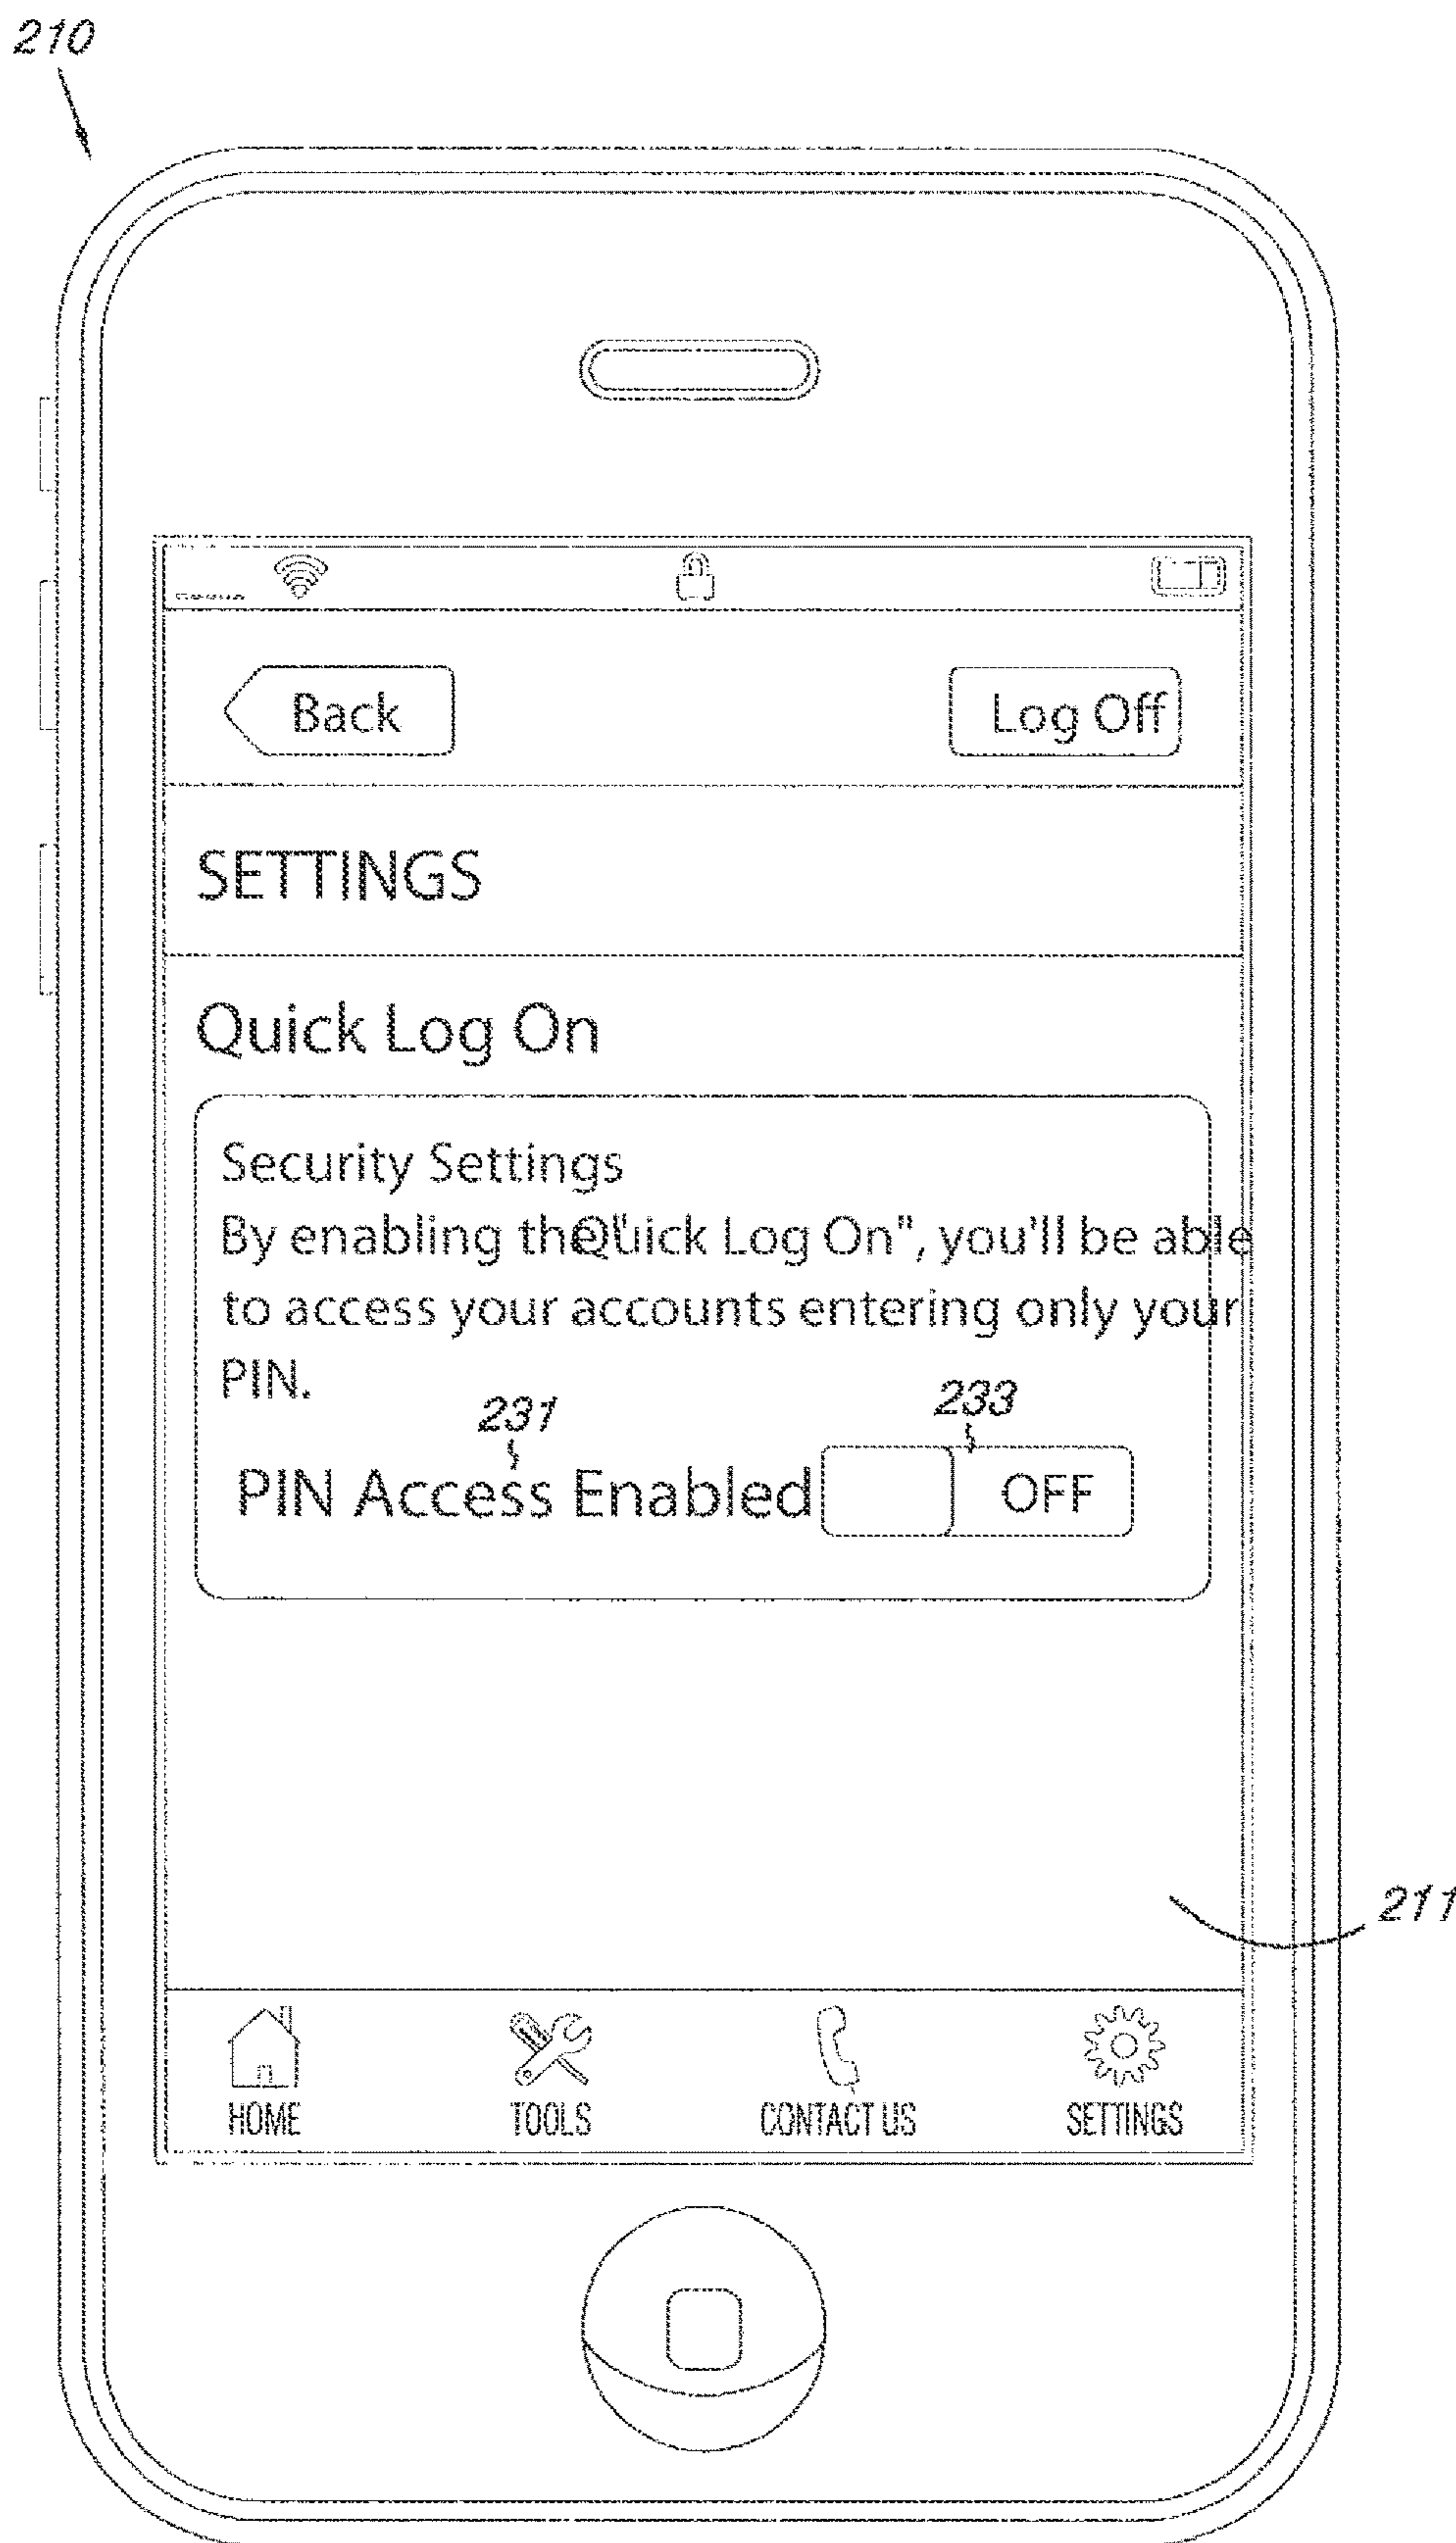 210
Back Log Off
SETTINGS
Quick Log On
Security Settings
By enabling the "Quick Log On", you'll be able
to access your accounts entering only your
PIN.
231 233
PIN Access Enabled OFF
211
HOME TOOLS CONTACT US SETTINGS